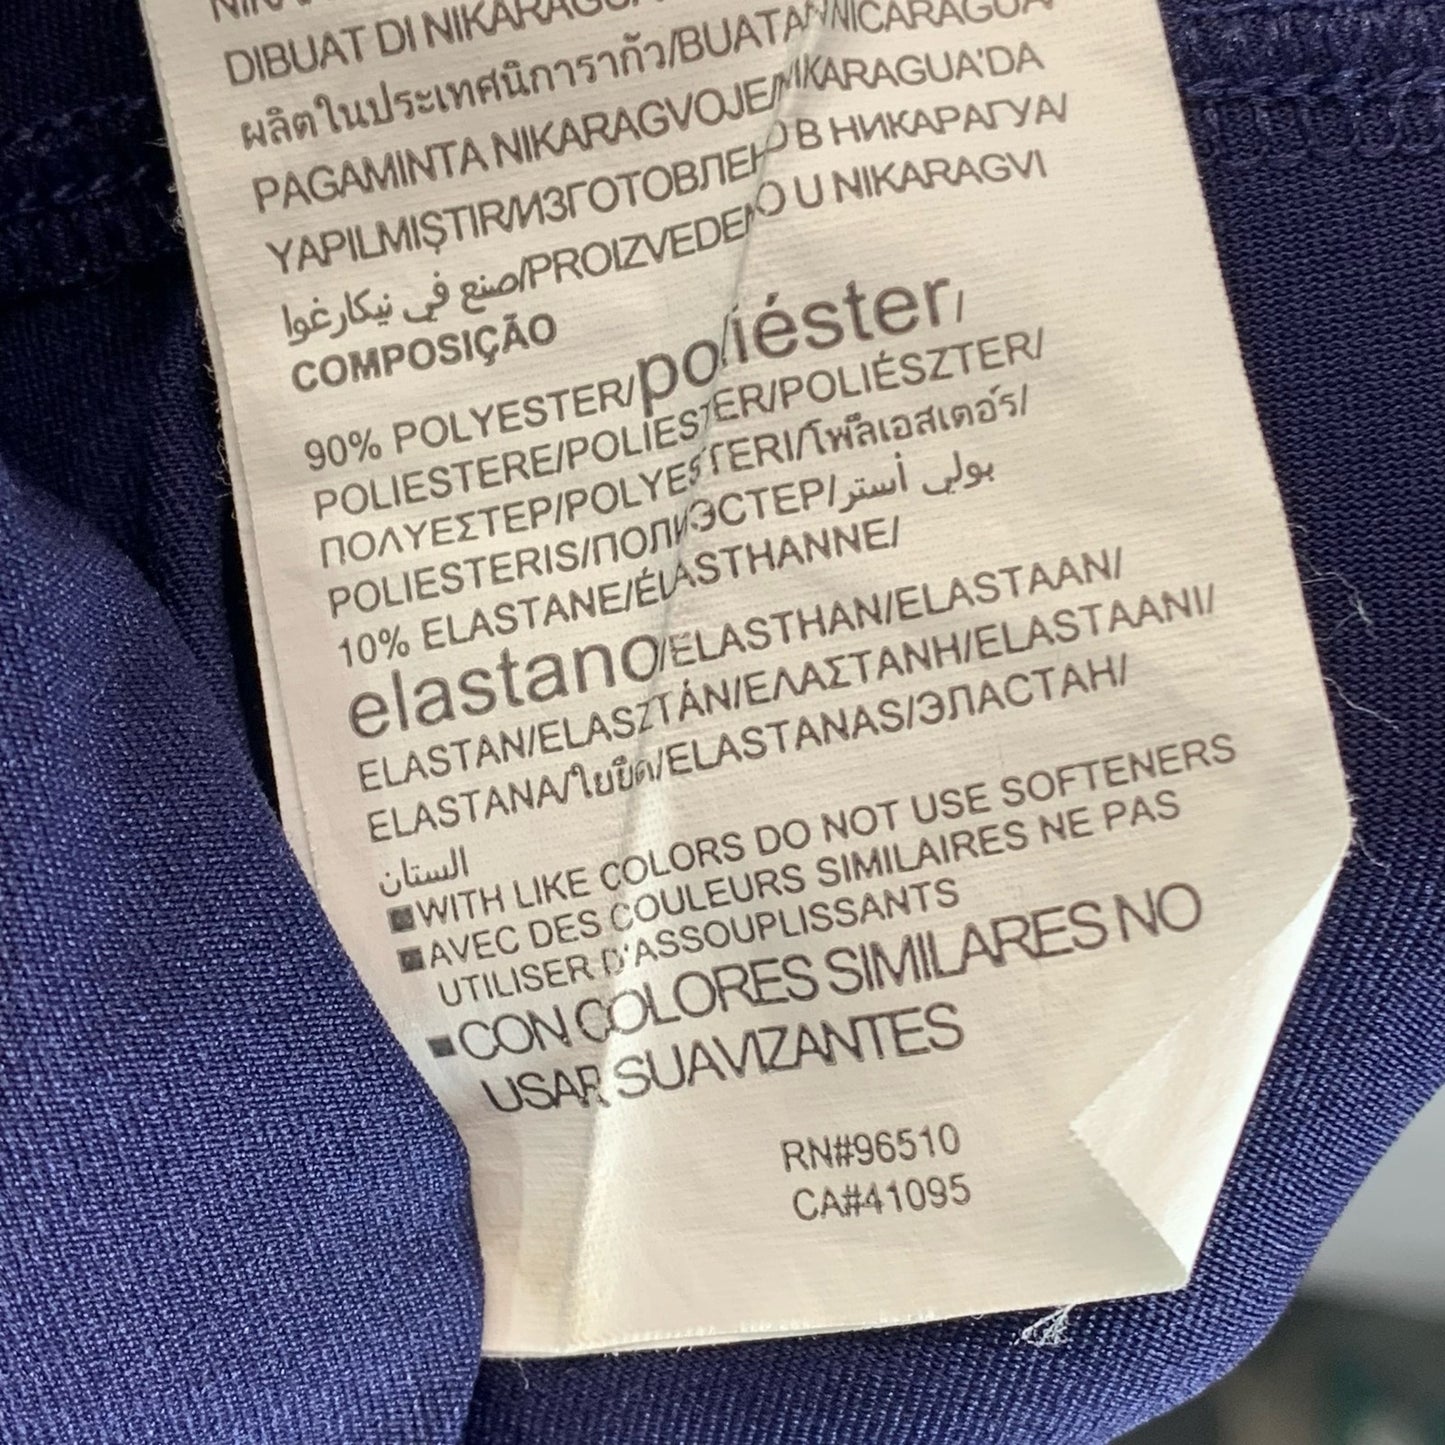 DIBUAT DI NIKARAGUA
ผลิตในประเทศนิการากัว/BUATAN NICARAGUA
PAGAMINTA NIKARAGVOJE/NIKARAGUA'DA
YAPILMIŞTIR/ИЗГОТОВЛЕНО В НИКАРАГУА/
صنع في نيكارغوا/PROIZVEDENO U NIKARAGVI
COMPOSIÇÃO
90% POLYESTER/poliéster/
POLIESTERE/POLIESTER/POLIÉSZTER/
ΠΟΛΥΕΣΤΕΡ/POLYESTERI/โพลีเอสเตอร์/
POLIESTERIS/ПОЛИЭСТЕР/بولي أستر
10% ELASTANE/ÉLASTHANNE/
elastano/ELASTHAN/ELASTAAN/
ELASTAN/ELASZTÁN/ΕΛΑΣΤΑΝΗ/ELASTAANI/
ELASTANA/ใยยืด/ELASTANAS/ЭЛАСТАН/
الستان
■WITH LIKE COLORS DO NOT USE SOFTENERS
■AVEC DES COULEURS SIMILAIRES NE PAS
UTILISER D'ASSOUPLISSANTS
■CON COLORES SIMILARES NO
USAR SUAVIZANTES
RN#96510
CA#41095